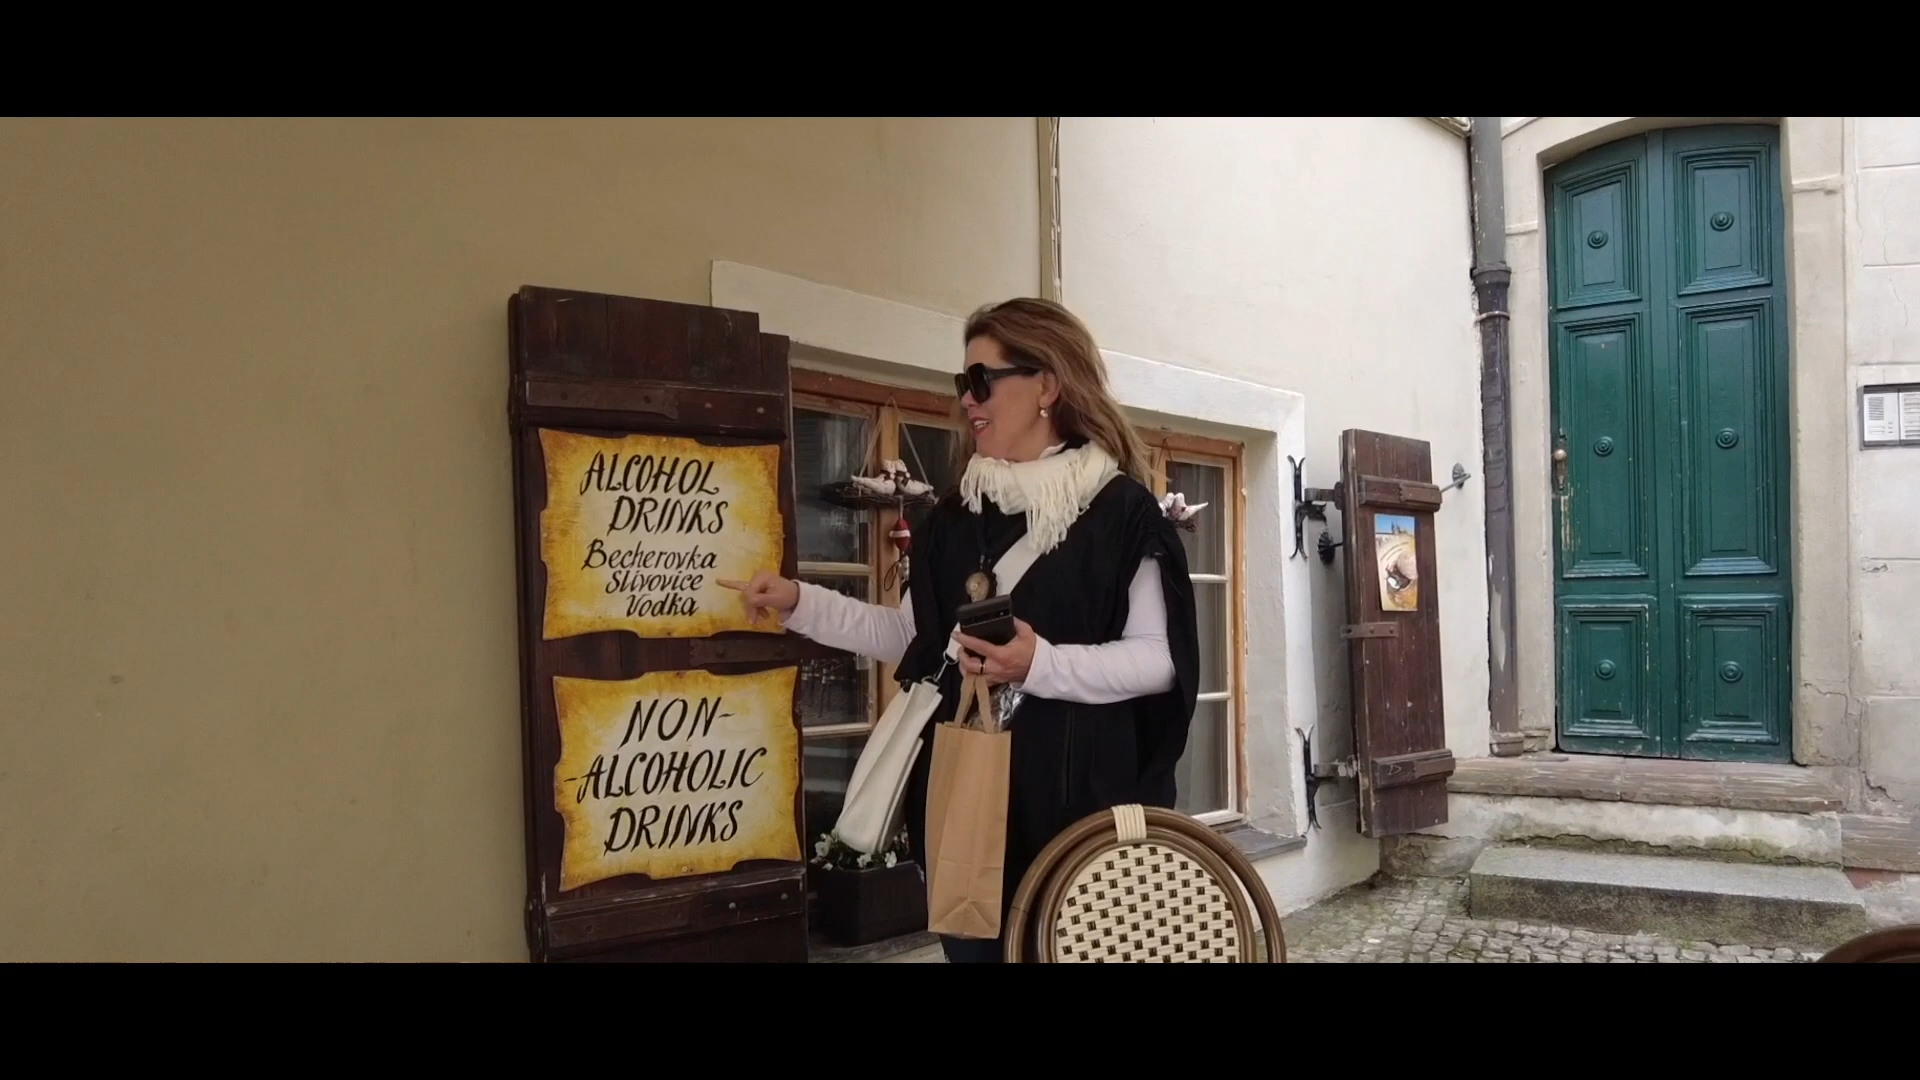 ALCOHOL
DRINKS
Becherovka
Slivovice
Vodka
NON-
-ALCOHOLIC
DRINKS